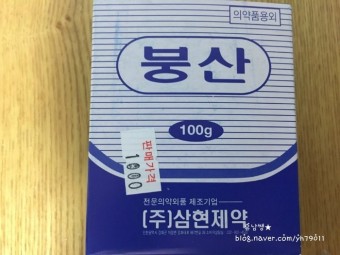 의약품용외
붕산
100g
판매가격
1000
전문의약외품 제조기업
(주)삼현제약
blog.naver.com/yh79011